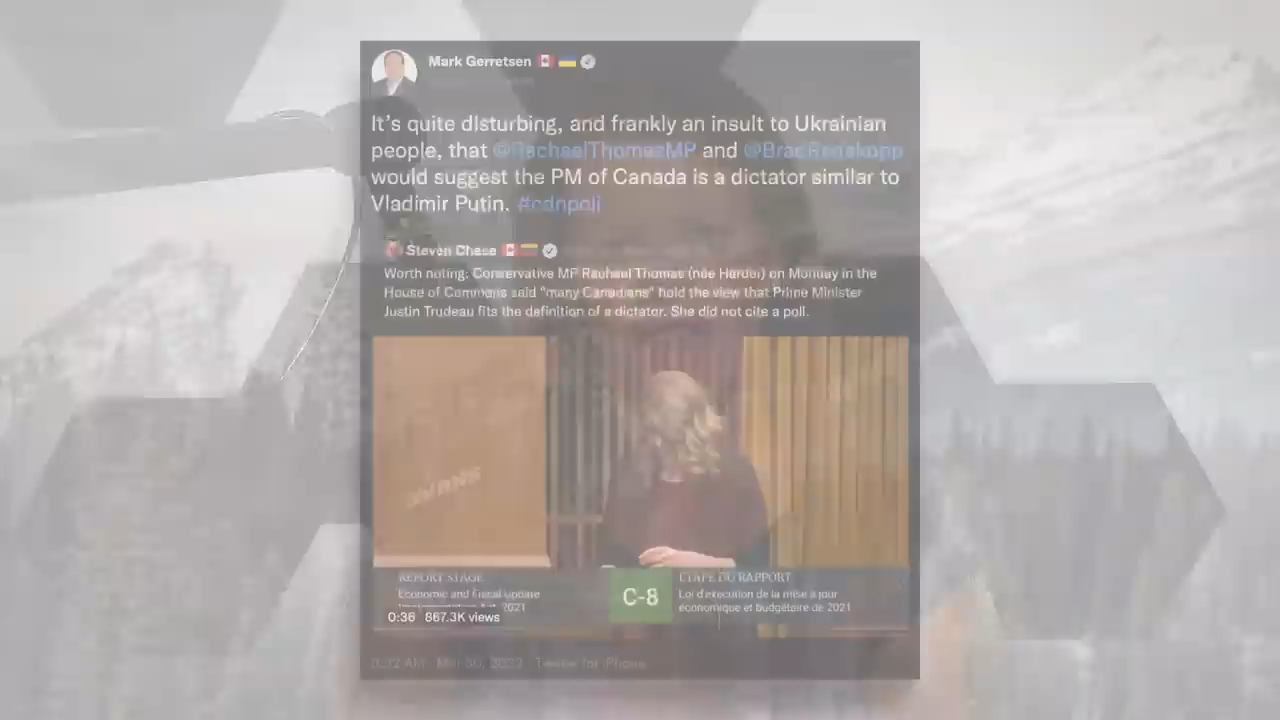 Mark Gerretsen
It's quite disturbing, and frankly an insult to Ukrainian
people, that @RachaelThomasMP and @BradRedekopp
would suggest the PM of Canada is a dictator similar to
Vladimir Putin. #cdnpoli
Steven Chase
Worth noting: Conservative MP Rachael Thomas (née Harder) on Monday in the
House of Commons said "many Canadians" hold the view that Prime Minister
Justin Trudeau fits the definition of a dictator. She did not cite a poll.
REPORT STAGE
Economic and fiscal update
2021
C-8
ÉTAPE DU RAPPORT
Loi d'exécution de la mise à jour
économique et budgétaire de 2021
0:36 867.3K views
AM · Mar 30, 2022 · Twitter for iPhone